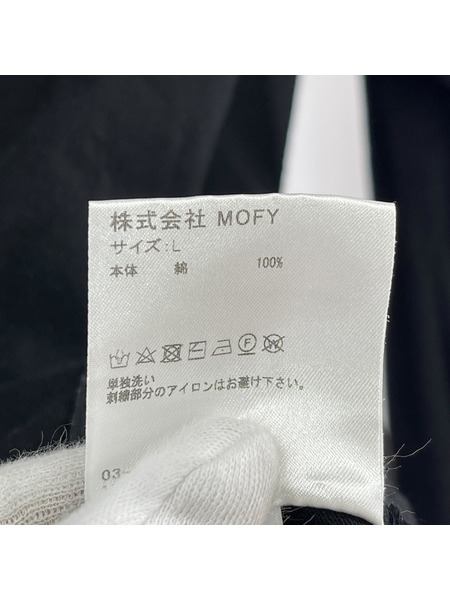 株式会社 MOFY
サイズ:L
本体 綿 100%
単独洗い
刺繍部分のアイロンはお避け下さい。
03-